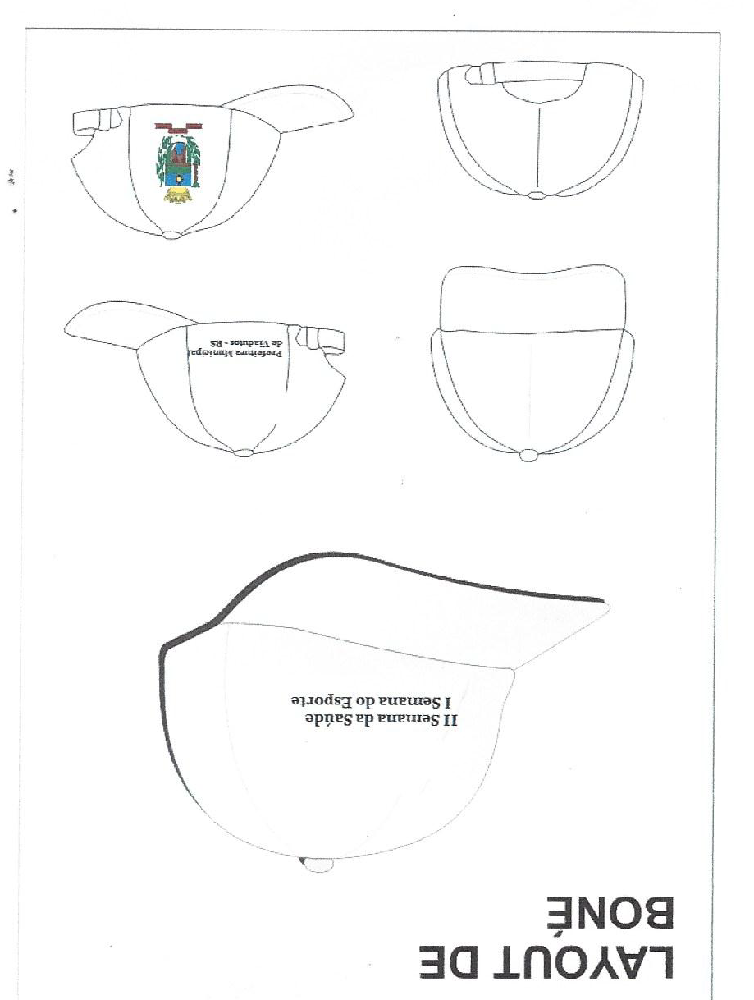 LAYOUT DE
BONÉ
II Semana da Saúde
I Semana do Esporte
Prefeitura Municipal
de Viadutos - RS